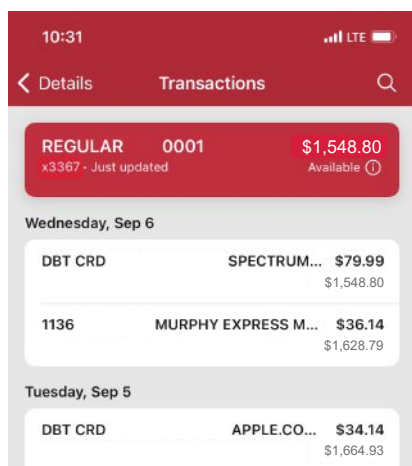 10:31 LTE
Details Transactions
REGULAR 0001 $1,548.80
x3367 - Just updated Available
Wednesday, Sep 6
DBT CRD SPECTRUM... $79.99
$1,548.80
1136 MURPHY EXPRESS M... $36.14
$1,628.79
Tuesday, Sep 5
DBT CRD APPLE.CO... $34.14
$1,664.93